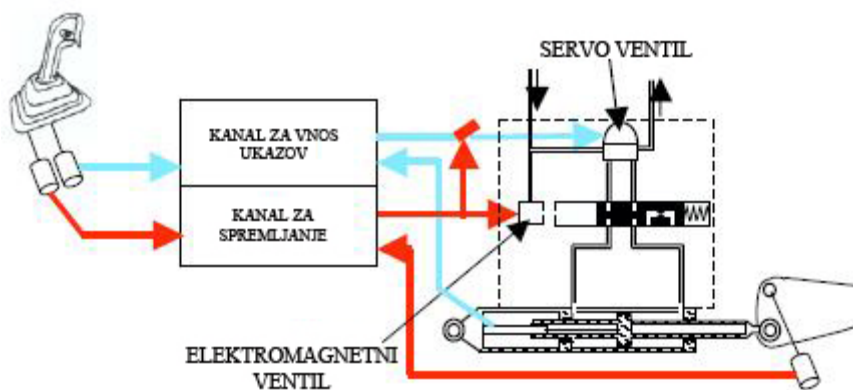 SERVO VENTIL
KANAL ZA VNOS
UKAZOV
KANAL ZA
SPREMLJANJE
ELEKTROMAGNETNI
VENTIL